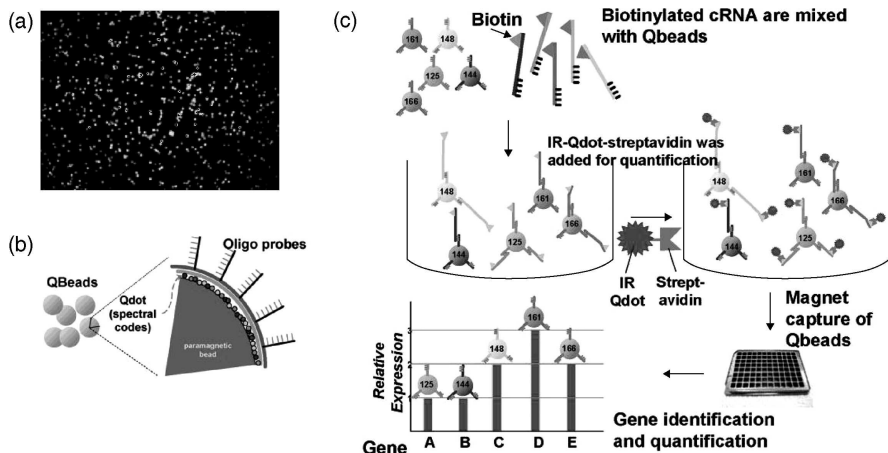 (a)
(b)
QBeads
Qdot
(spectral
codes)
Oligo probes
paramagnetic
bead
(c)
Biotin
Biotinylated cRNA are mixed
with Qbeads
161
148
125
144
166
IR-Qdot-streptavidin was
added for quantification
148
161
166
144
125
148
161
166
144
125
IR
Qdot
Strept-
avidin
Magnet
capture of
Qbeads
Relative
Expression
3
2
1
125
144
148
161
166
Gene
A
B
C
D
E
Gene identification
and quantification